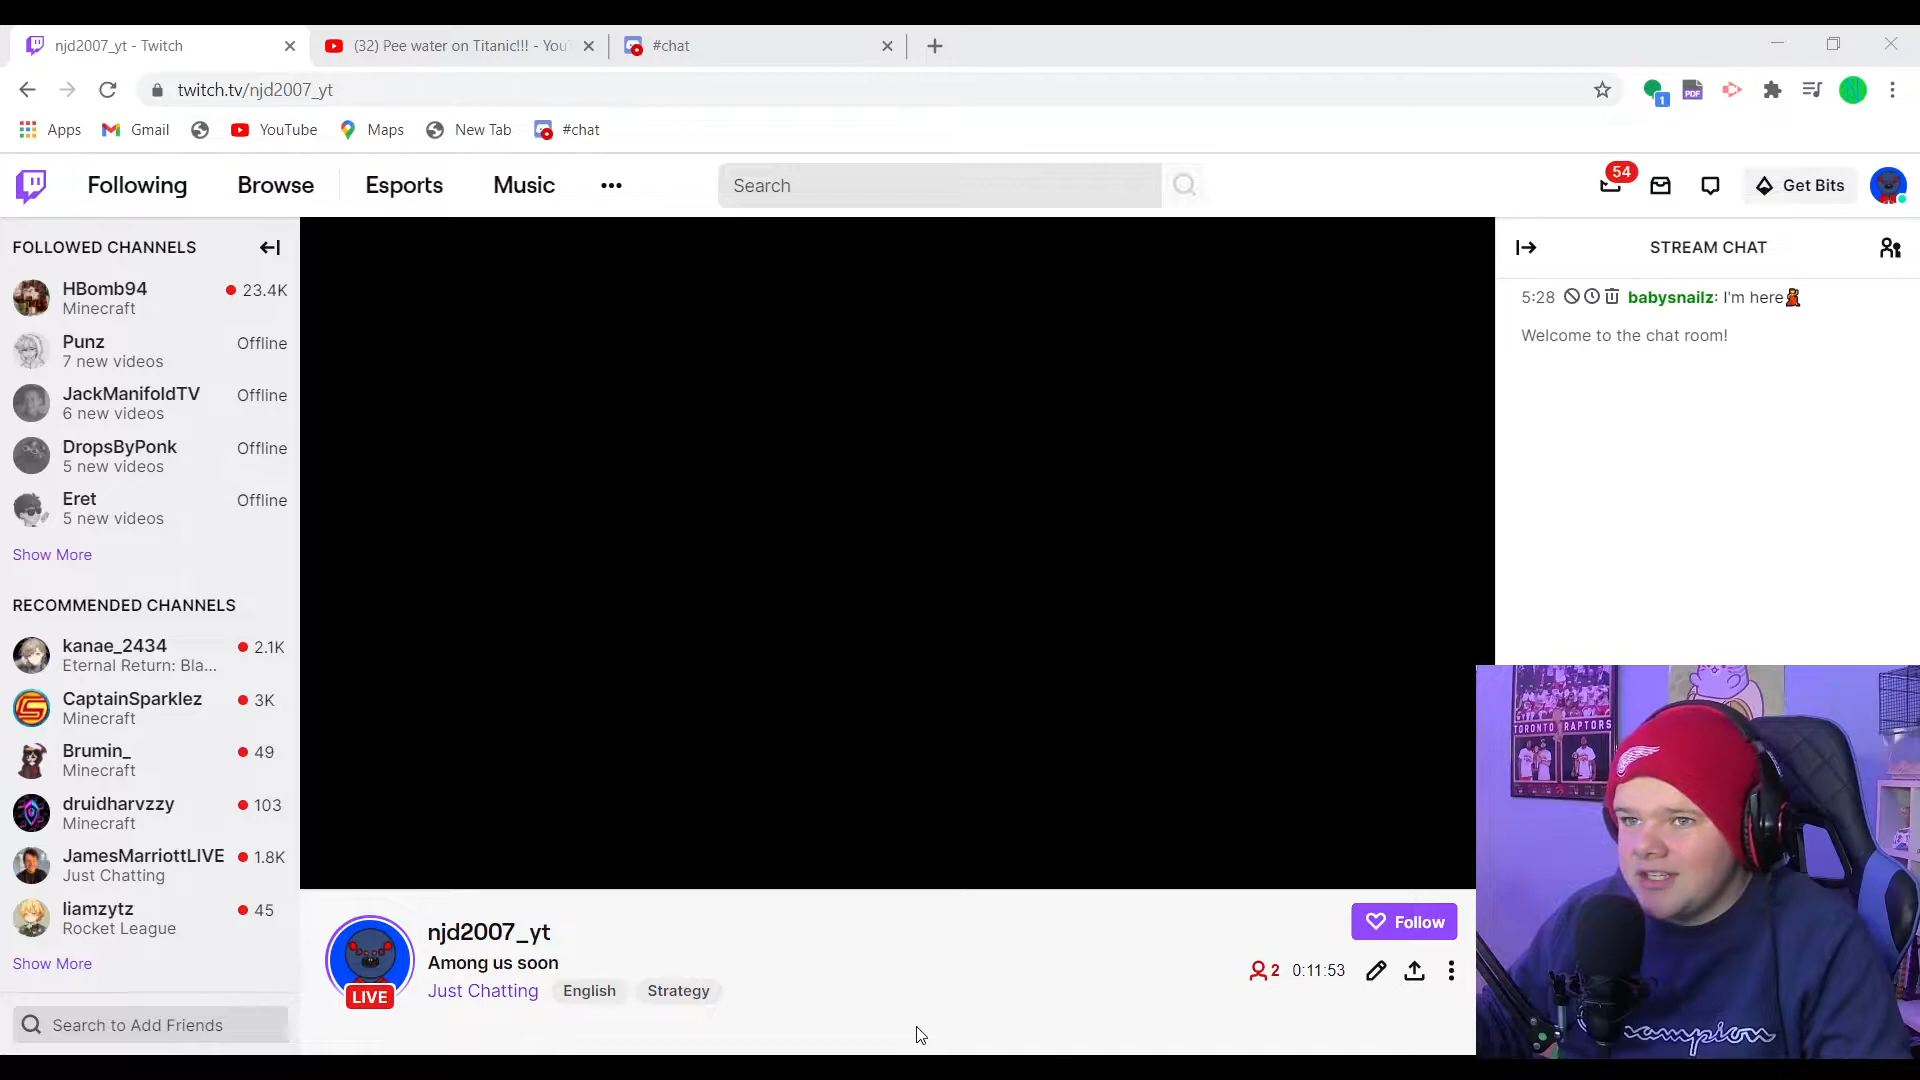 njd2007_yt - Twitch
(32) Pee water on Titanic!!! - You
#chat
twitch.tv/njd2007_yt
1
PDF
Apps
Gmail
YouTube
Maps
New Tab
#chat
Following
Browse
Esports
Music
Search
54
Get Bits
FOLLOWED CHANNELS
HBomb94
23.4K
Minecraft
Punz
Offline
7 new videos
JackManifoldTV
Offline
6 new videos
DropsByPonk
Offline
5 new videos
Eret
Offline
5 new videos
Show More
RECOMMENDED CHANNELS
kanae_2434
2.1K
Eternal Return: Bla...
CaptainSparklez
3K
Minecraft
Brumin_
49
Minecraft
druidharvzzy
103
Minecraft
JamesMarriottLIVE
1.8K
Just Chatting
liamzytz
45
Rocket League
Show More
Search to Add Friends
njd2007_yt
Among us soon
LIVE
Just Chatting
English
Strategy
Follow
2
0:11:53
STREAM CHAT
5:28 babysnailz: I'm here
Welcome to the chat room!
TORONTO RAPTORS
Champion